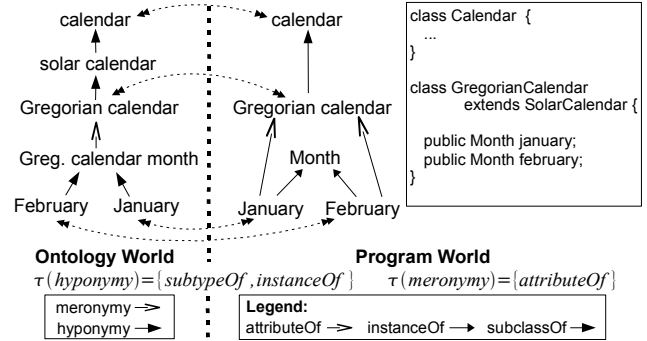 calendar
solar calendar
Gregorian calendar
Greg. calendar month
February January
calendar
Gregorian calendar
Month
January February
class Calendar {
...
}
class GregorianCalendar
extends SolarCalendar {
public Month january;
public Month february;
}
Ontology World Program World
τ(hyponymy)={subtypeOf ,instanceOf } τ(meronymy)={attributeOf}
meronymy
hyponymy
Legend:
attributeOf instanceOf subclassOf